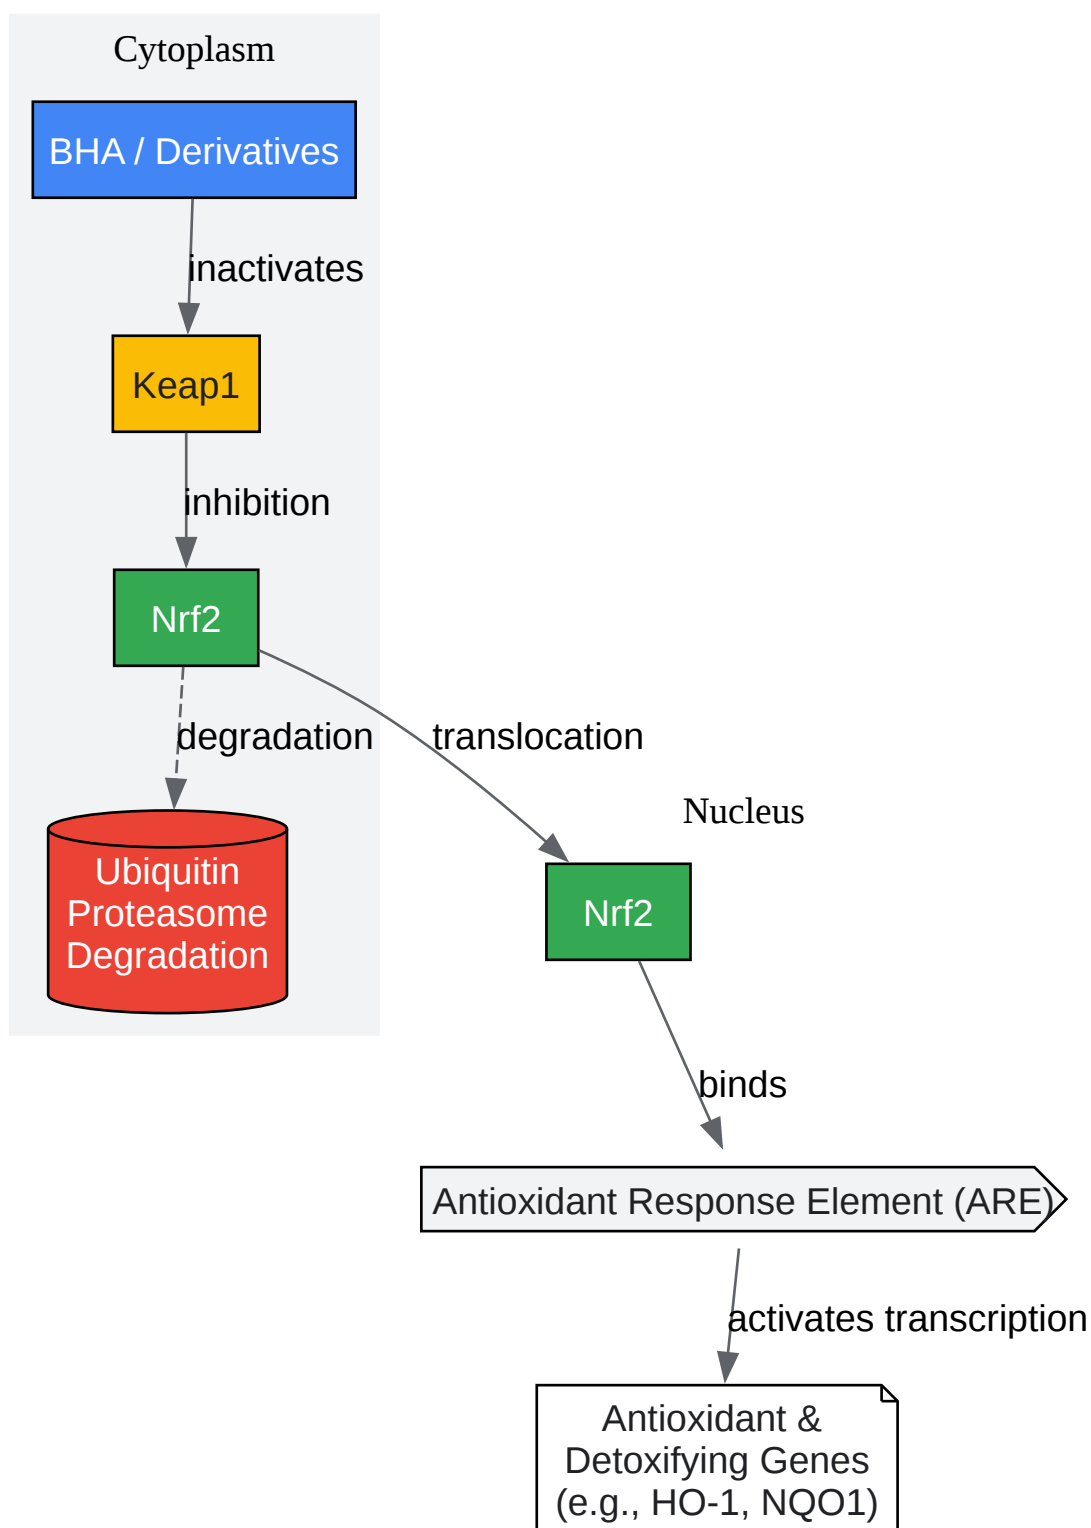 Cytoplasm
BHA / Derivatives
inactivates
Keap1
inhibition
Nrf2
degradation
translocation
Nucleus
Ubiquitin
Proteasome
Degradation
Nrf2
binds
Antioxidant Response Element (ARE)
activates transcription
Antioxidant &
Detoxifying Genes
(e.g., HO-1, NQO1)